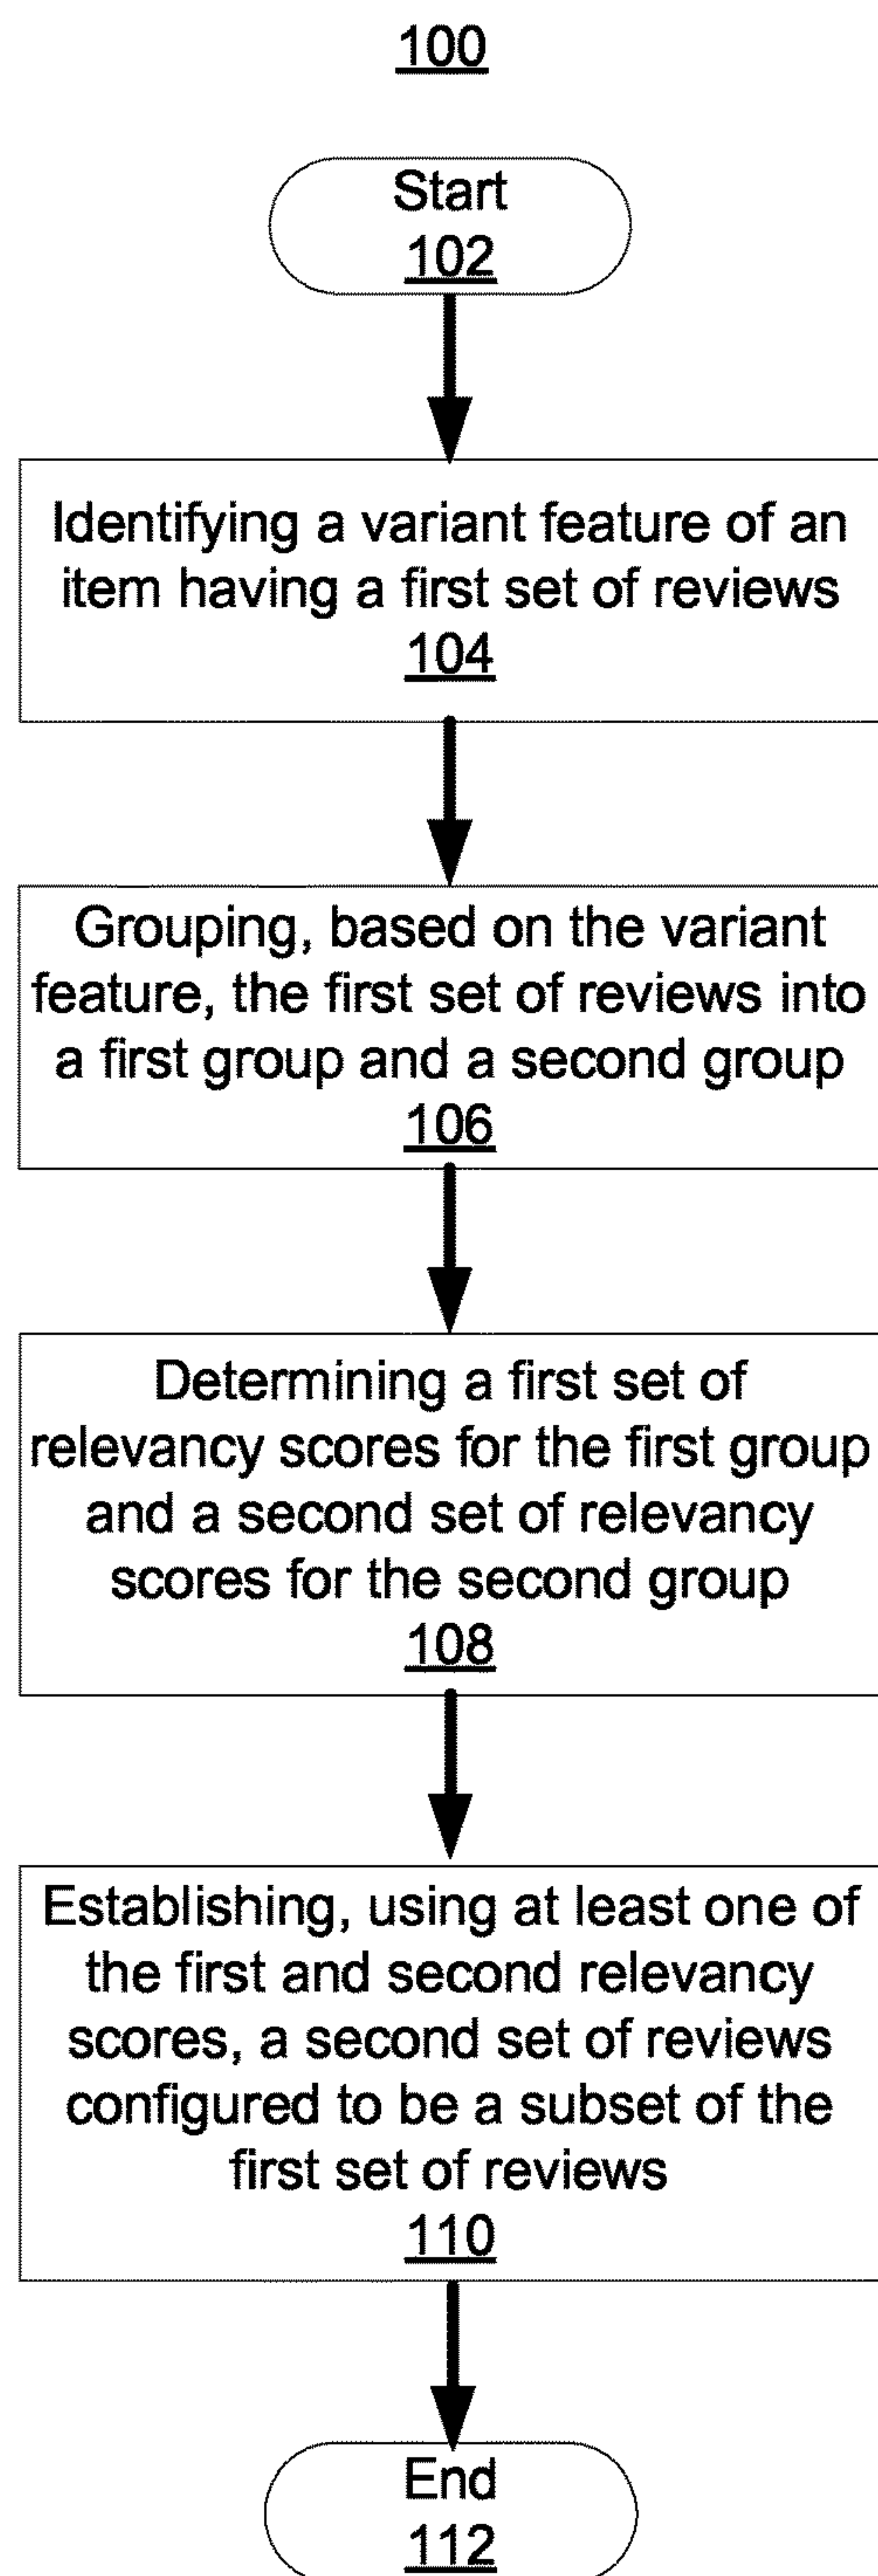 100
Start
102
Identifying a variant feature of an
item having a first set of reviews
104
Grouping, based on the variant
feature, the first set of reviews into
a first group and a second group
106
Determining a first set of
relevancy scores for the first group
and a second set of relevancy
scores for the second group
108
Establishing, using at least one of
the first and second relevancy
scores, a second set of reviews
configured to be a subset of the
first set of reviews
110
End
112